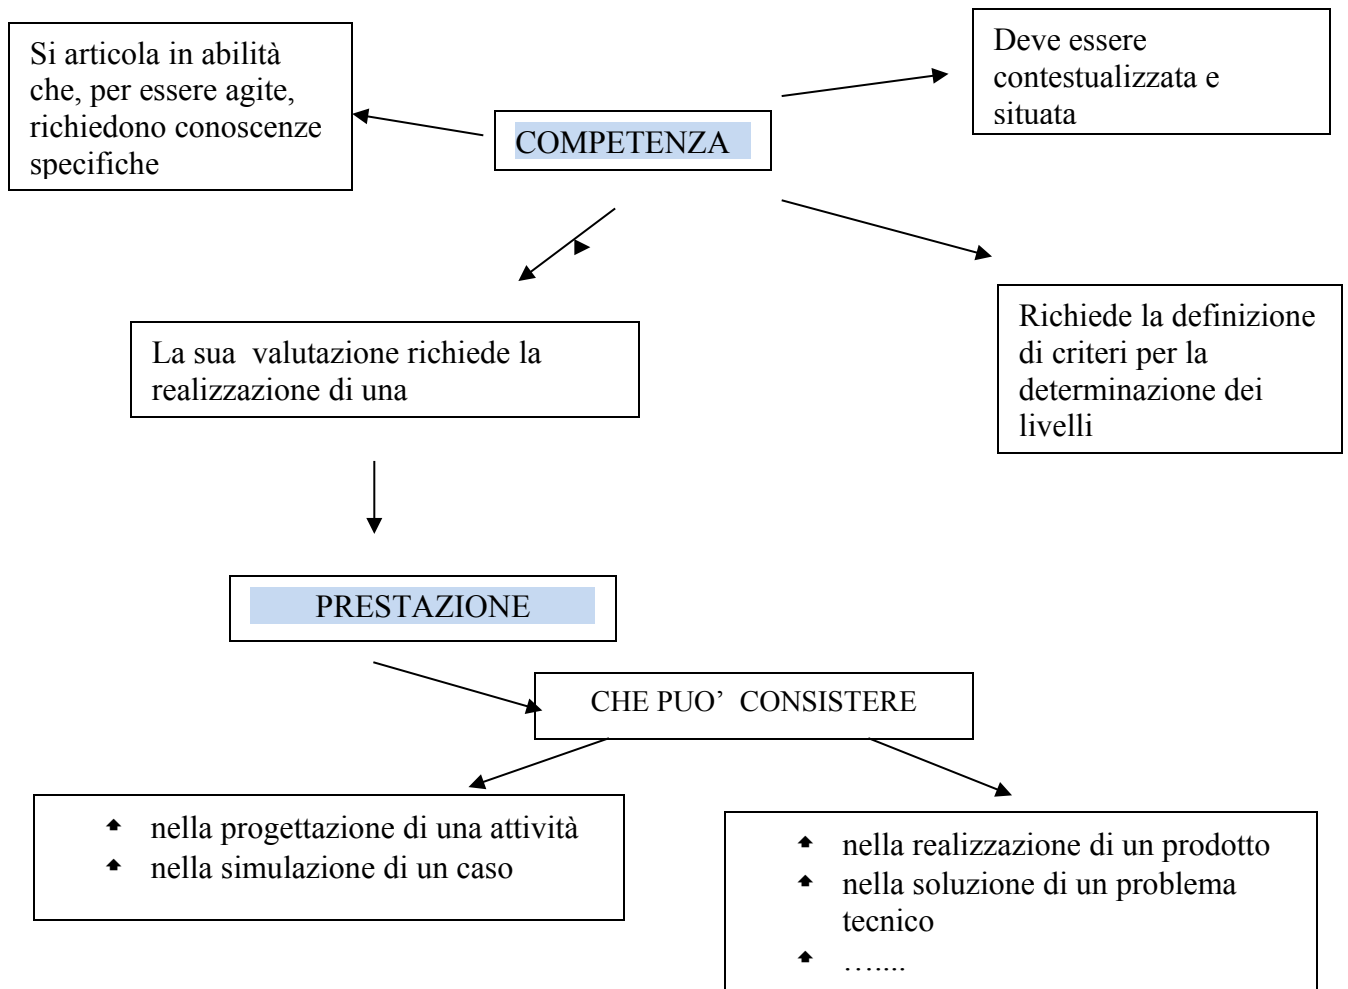 Si articola in abilità
che, per essere agite,
richiedono conoscenze
specifiche
Deve essere
contestualizzata e
situata
COMPETENZA
Richiede la definizione
di criteri per la
determinazione dei
livelli
La sua  valutazione richiede la
realizzazione di una
PRESTAZIONE
CHE PUO’  CONSISTERE
nella progettazione di una attività
nella simulazione di un caso
nella realizzazione di un prodotto
nella soluzione di un problema
tecnico
…....